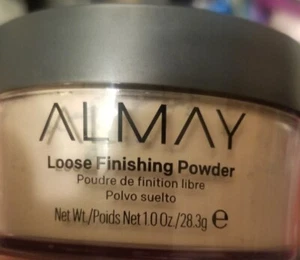 ALMAY
Loose Finishing Powder
Poudre de finition libre
Polvo suelto
Net Wt./Poids Net 1.0 Oz./28.3g e